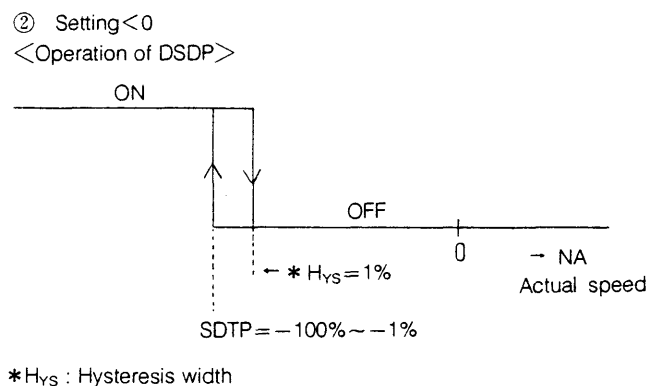 ② Setting<0
<Operation of DSDP>
ON
OFF
0
→ NA
Actual speed
← * HYS=1%
SDTP=−100%~−1%
*HYS : Hysteresis width